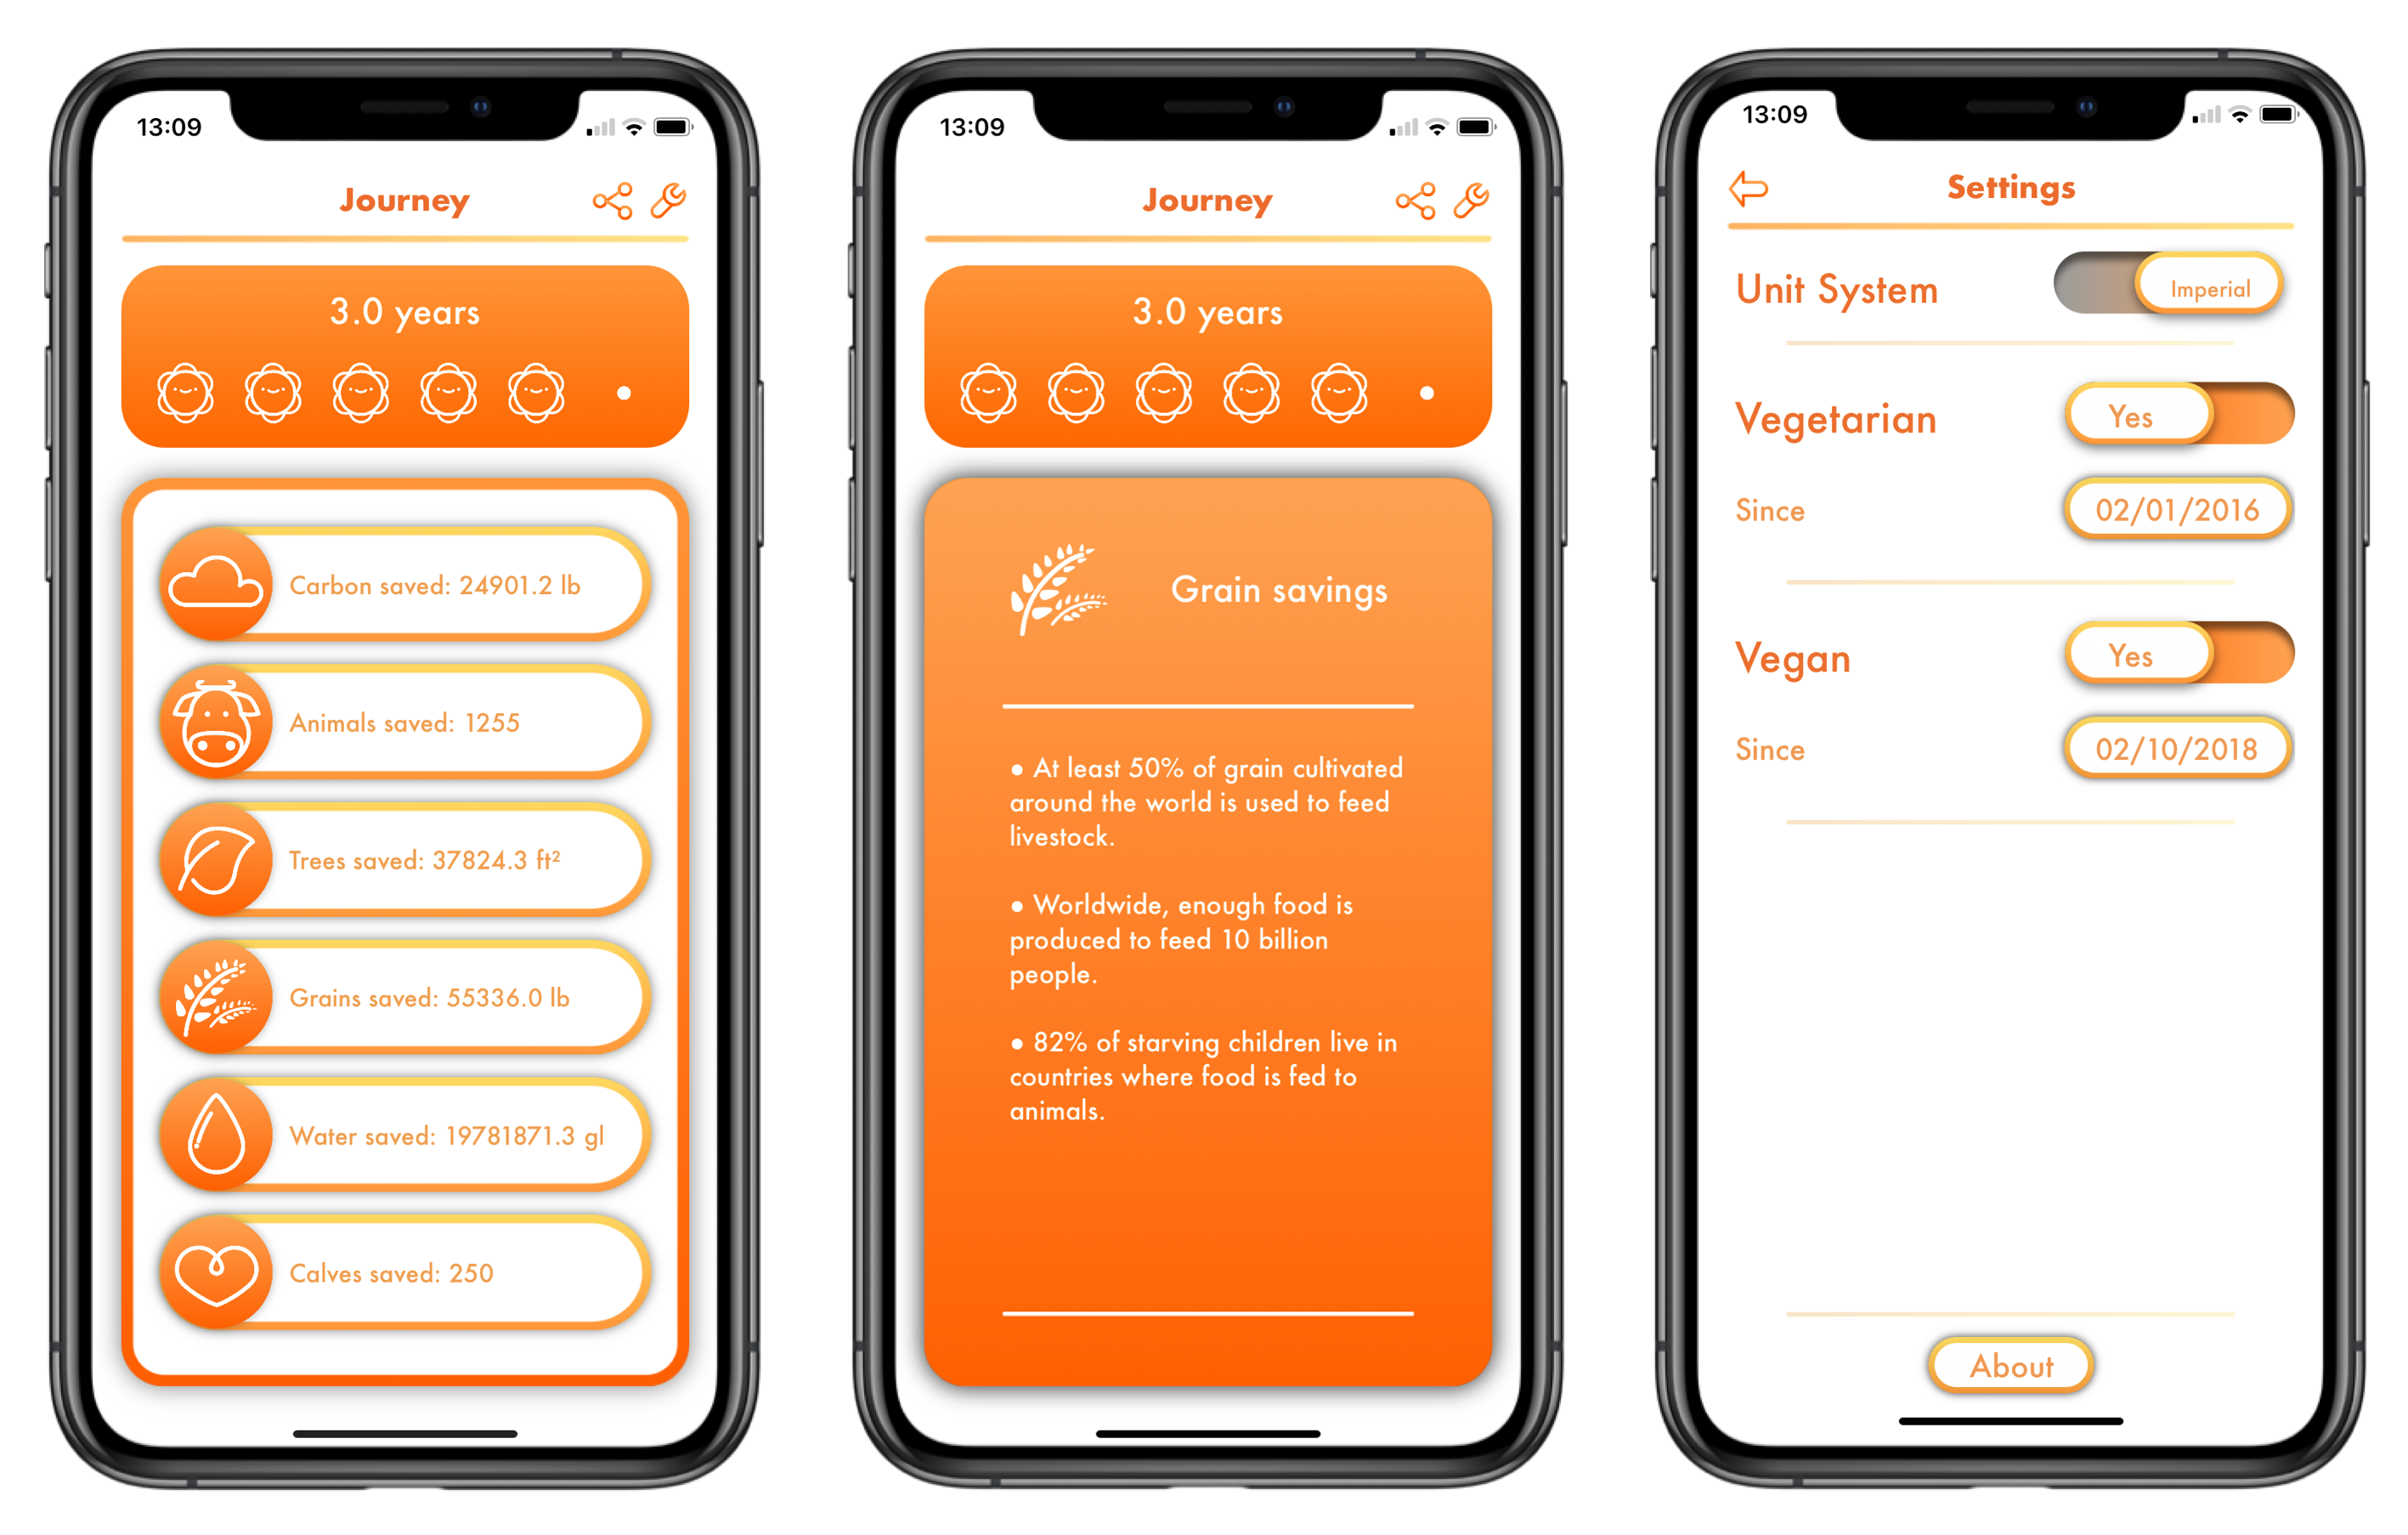 13:09
Journey
3.0 years
Carbon saved: 24901.2 lb
Animals saved: 1255
Trees saved: 37824.3 ft²
Grains saved: 55336.0 lb
Water saved: 19781871.3 gl
Calves saved: 250
13:09
Journey
3.0 years
Grain savings
• At least 50% of grain cultivated
around the world is used to feed
livestock.
• Worldwide, enough food is
produced to feed 10 billion
people.
• 82% of starving children live in
countries where food is fed to
animals.
13:09
Settings
Unit System Imperial
Vegetarian Yes
Since 02/01/2016
Vegan Yes
Since 02/10/2018
About